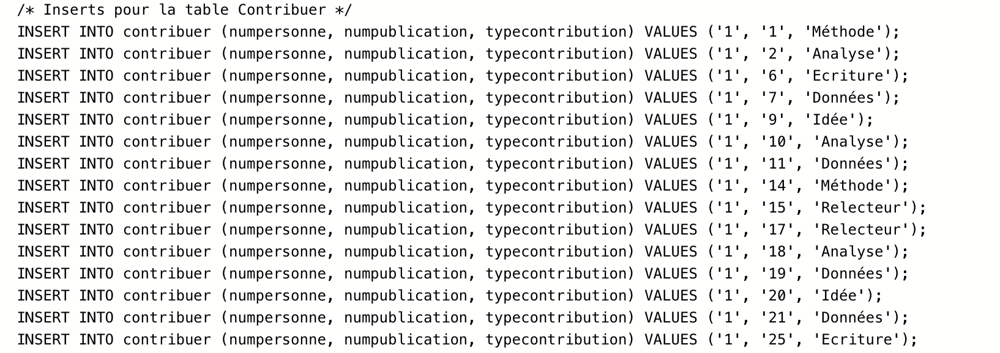 /* Inserts pour la table Contribuer */
INSERT INTO contribuer (numpersonne, numpublication, typecontribution) VALUES ('1', '1', 'Méthode');
INSERT INTO contribuer (numpersonne, numpublication, typecontribution) VALUES ('1', '2', 'Analyse');
INSERT INTO contribuer (numpersonne, numpublication, typecontribution) VALUES ('1', '6', 'Ecriture');
INSERT INTO contribuer (numpersonne, numpublication, typecontribution) VALUES ('1', '7', 'Données');
INSERT INTO contribuer (numpersonne, numpublication, typecontribution) VALUES ('1', '9', 'Idée');
INSERT INTO contribuer (numpersonne, numpublication, typecontribution) VALUES ('1', '10', 'Analyse');
INSERT INTO contribuer (numpersonne, numpublication, typecontribution) VALUES ('1', '11', 'Données');
INSERT INTO contribuer (numpersonne, numpublication, typecontribution) VALUES ('1', '14', 'Méthode');
INSERT INTO contribuer (numpersonne, numpublication, typecontribution) VALUES ('1', '15', 'Relecteur');
INSERT INTO contribuer (numpersonne, numpublication, typecontribution) VALUES ('1', '17', 'Relecteur');
INSERT INTO contribuer (numpersonne, numpublication, typecontribution) VALUES ('1', '18', 'Analyse');
INSERT INTO contribuer (numpersonne, numpublication, typecontribution) VALUES ('1', '19', 'Données');
INSERT INTO contribuer (numpersonne, numpublication, typecontribution) VALUES ('1', '20', 'Idée');
INSERT INTO contribuer (numpersonne, numpublication, typecontribution) VALUES ('1', '21', 'Données');
INSERT INTO contribuer (numpersonne, numpublication, typecontribution) VALUES ('1', '25', 'Ecriture');